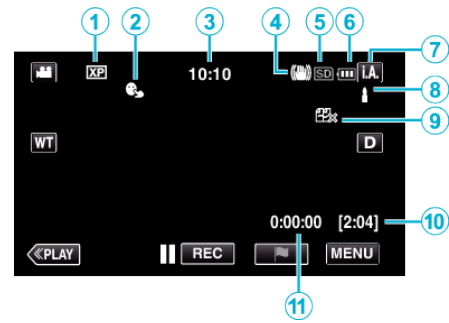 1 2 3 4 5 6 7
XP 10:10 SD I.A.
8
9
WT D
0:00:00 [2:04] 10
≪PLAY REC MENU
11